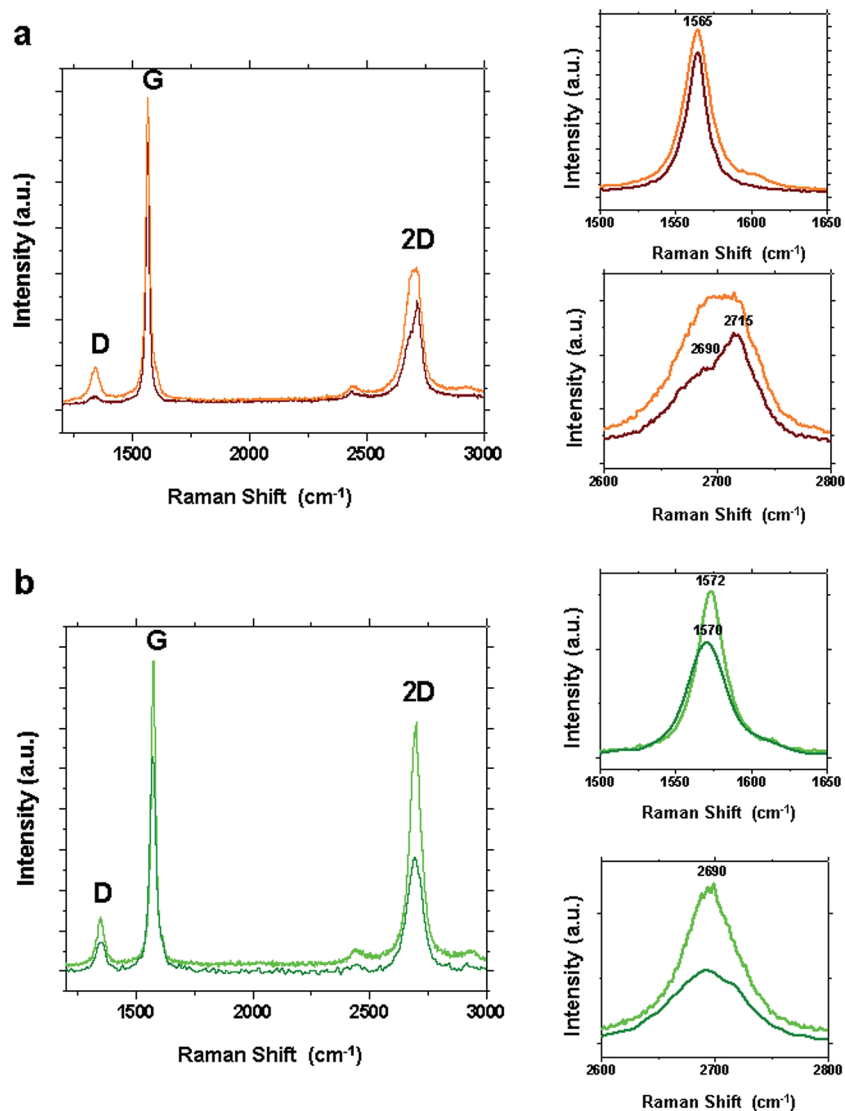 a
G
2D
D
Intensity (a.u.)
1500 2000 2500 3000
Raman Shift (cm-1)
1565
Intensity (a.u.)
1500 1550 1600 1650
Raman Shift (cm-1)
2715
2690
Intensity (a.u.)
2600 2700 2800
Raman Shift (cm-1)
b
G
2D
D
Intensity (a.u.)
1500 2000 2500 3000
Raman Shift (cm-1)
1572
1570
Intensity (a.u.)
1500 1550 1600 1650
Raman Shift (cm-1)
2690
Intensity (a.u.)
2600 2700 2800
Raman Shift (cm-1)